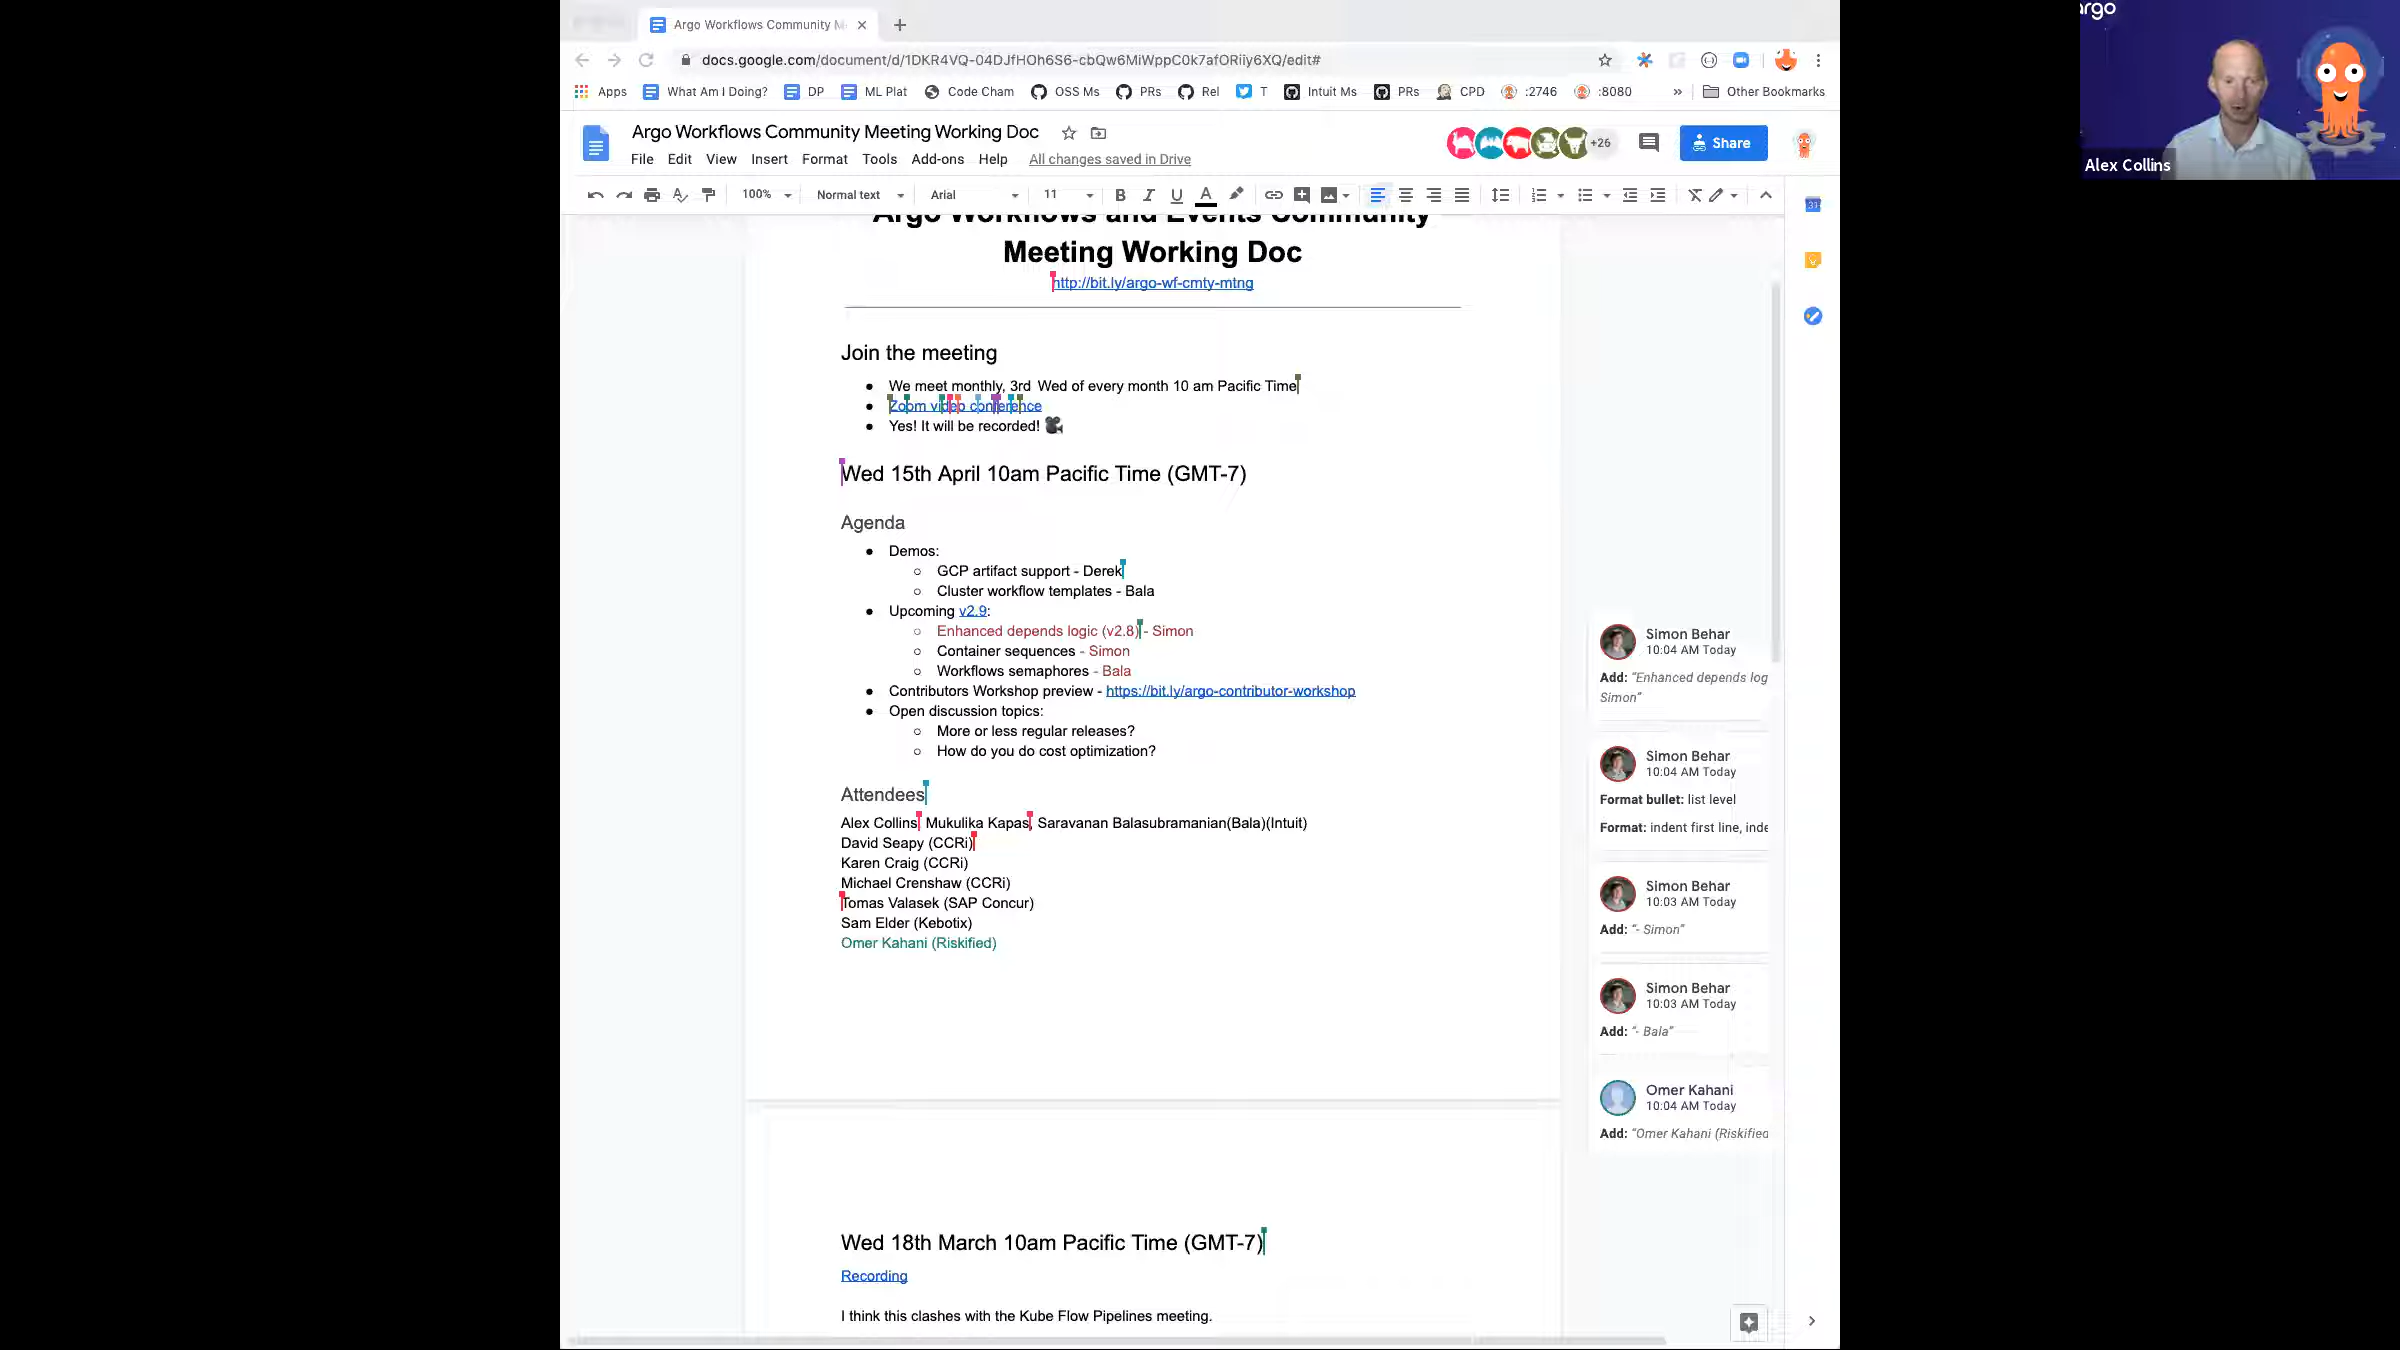 Argo Workflows Community M
docs.google.com/document/d/1DKR4VQ-04DJfHOh6S6-cbQw6MiWppC0k7afORiiy6XQ/edit#
Apps What Am I Doing? DP ML Plat Code Cham OSS Ms PRs Rel T Intuit Ms PRs CPD :2746 :8080 » Other Bookmarks
Argo Workflows Community Meeting Working Doc
+26
Share
File Edit View Insert Format Tools Add-ons Help All changes saved in Drive
100% Normal text Arial 11 B I U A
argo
Alex Collins
Argo Workflows and Events Community
Meeting Working Doc
http://bit.ly/argo-wf-cmty-mtng
Join the meeting
● We meet monthly, 3rd Wed of every month 10 am Pacific Time
● Zoom video conference
● Yes! It will be recorded! 🎥
Wed 15th April 10am Pacific Time (GMT-7)
Agenda
● Demos:
○ GCP artifact support - Derek
○ Cluster workflow templates - Bala
● Upcoming v2.9:
○ Enhanced depends logic (v2.8) - Simon
○ Container sequences - Simon
○ Workflows semaphores - Bala
● Contributors Workshop preview - https://bit.ly/argo-contributor-workshop
● Open discussion topics:
○ More or less regular releases?
○ How do you do cost optimization?
Attendees
Alex Collins, Mukulika Kapas, Saravanan Balasubramanian(Bala)(Intuit)
David Seapy (CCRi)
Karen Craig (CCRi)
Michael Crenshaw (CCRi)
Tomas Valasek (SAP Concur)
Sam Elder (Kebotix)
Omer Kahani (Riskified)
Simon Behar
10:04 AM Today
Add: “Enhanced depends log
Simon”
Simon Behar
10:04 AM Today
Format bullet: list level
Format: indent first line, inde
Simon Behar
10:03 AM Today
Add: “- Simon”
Simon Behar
10:03 AM Today
Add: “- Bala”
Omer Kahani
10:04 AM Today
Add: “Omer Kahani (Riskified
Wed 18th March 10am Pacific Time (GMT-7)
Recording
I think this clashes with the Kube Flow Pipelines meeting.